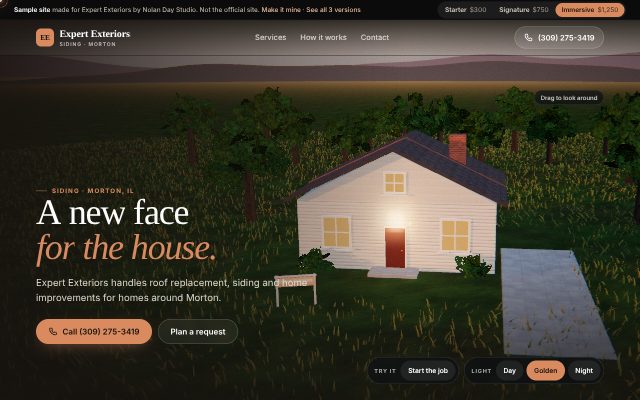 Sample site by Nolan Day Studio. Not the official site. Make it mine · See all 3 versions
Starter $300 Signature $750 Immersive $1,250
EE Expert Exteriors
SIDING · MORTON
Services How it works Contact
(309) 275-3419
Drag to look around
SIDING · MORTON, IL
A new face
for the house.
Expert Exteriors handles roof replacement, siding and home
improvements for homes around Morton.
Call (309) 275-3419 Plan a request
TRY IT Start the job LIGHT Day Golden Night